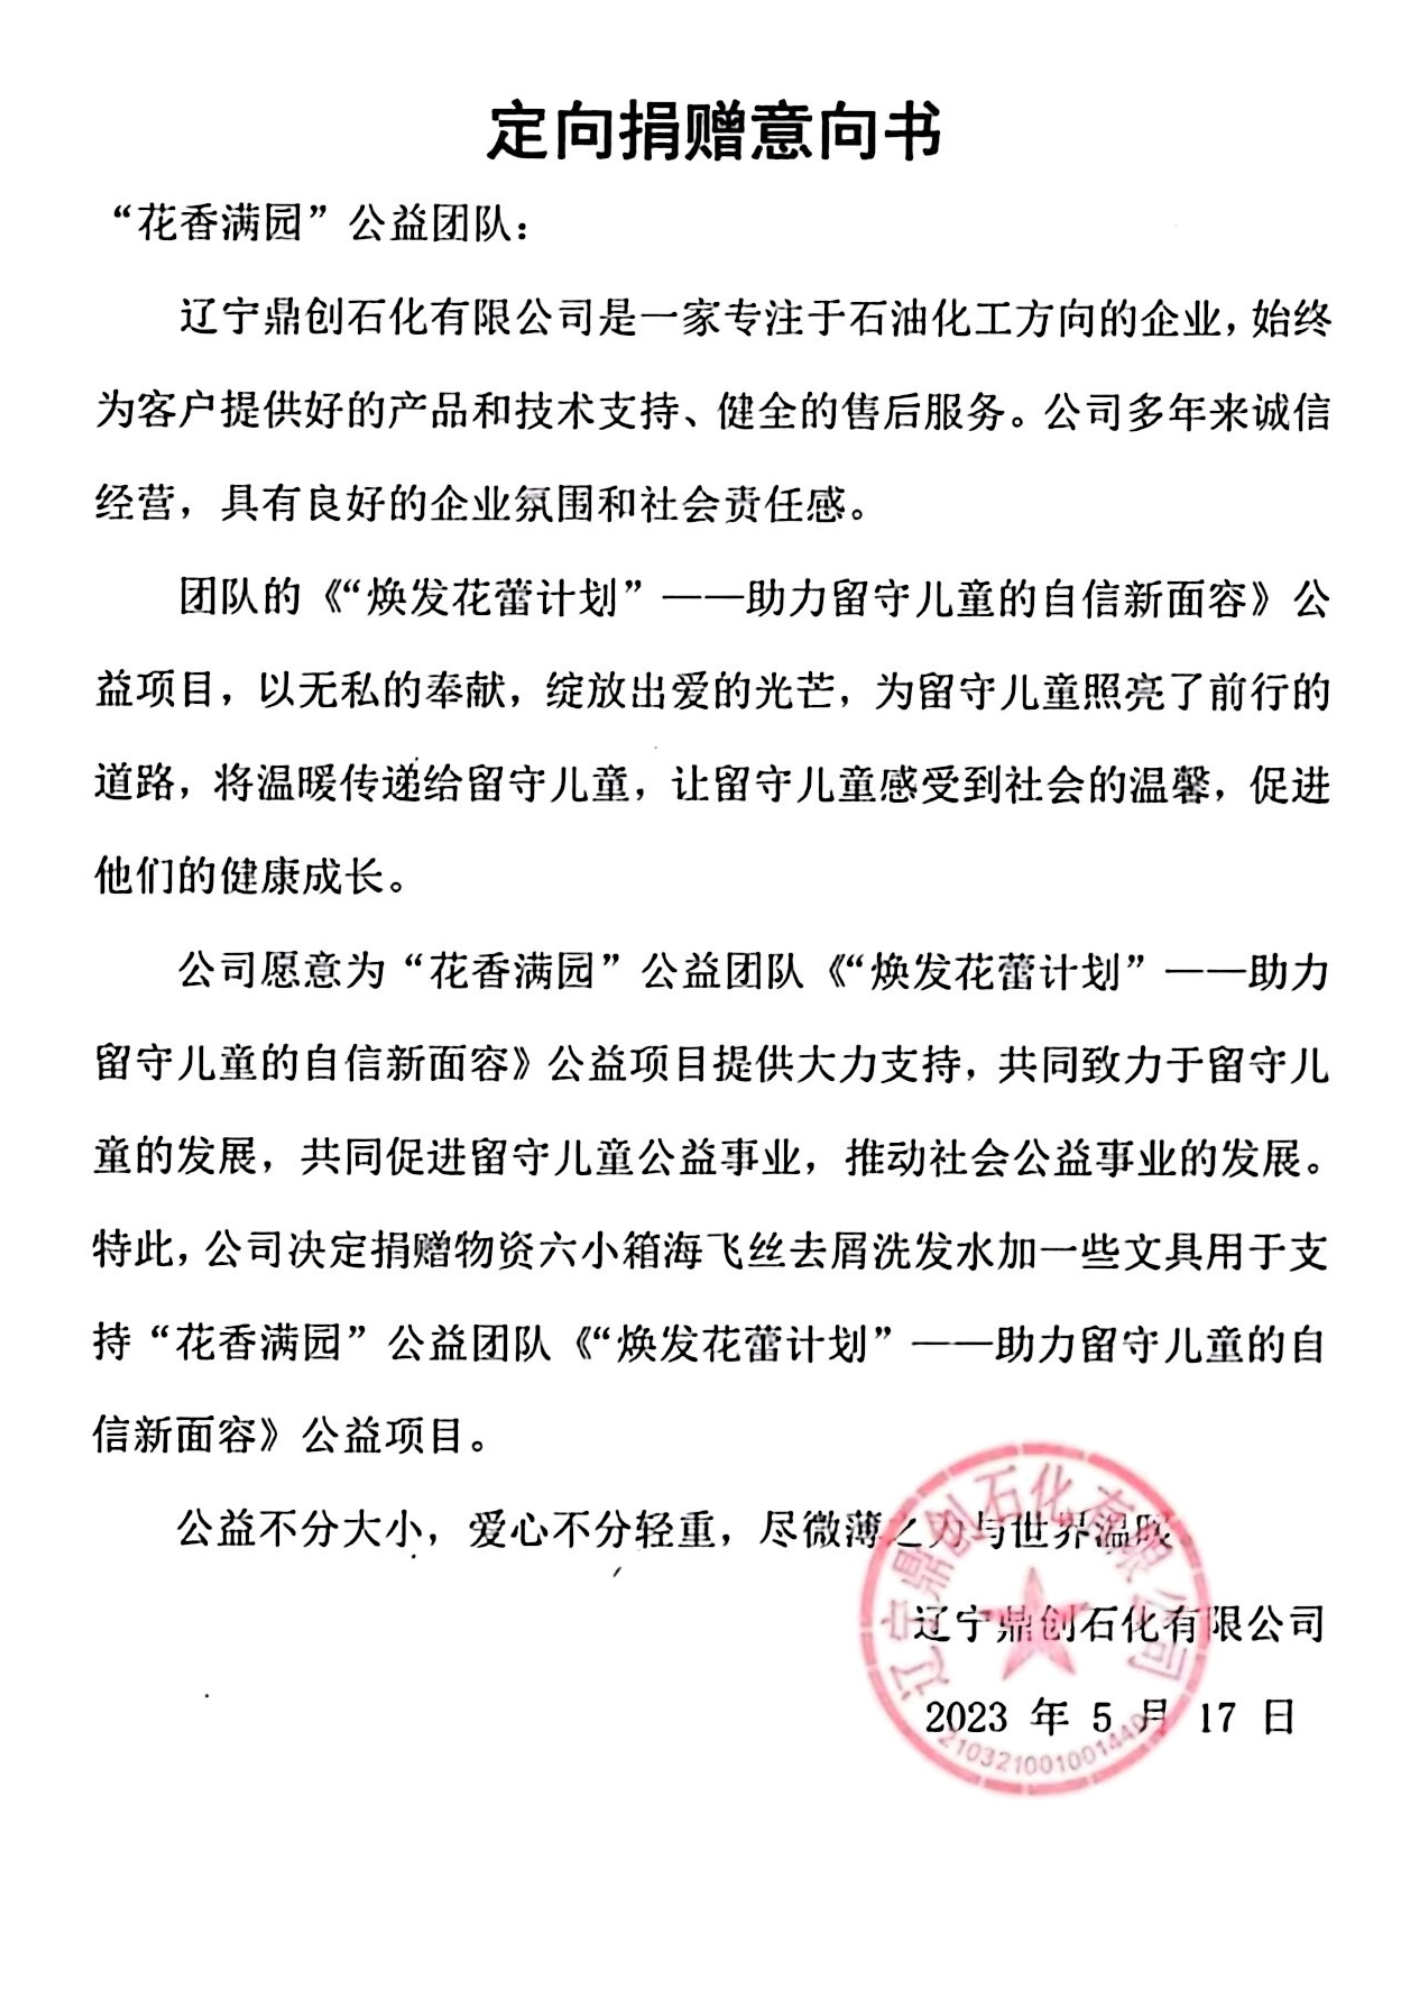 定向捐赠意向书
“花香满园”公益团队：
辽宁鼎创石化有限公司是一家专注于石油化工方向的企业，始终
为客户提供好的产品和技术支持、健全的售后服务。公司多年来诚信
经营，具有良好的企业氛围和社会责任感。
团队的《“焕发花蕾计划”——助力留守儿童的自信新面容》公
益项目，以无私的奉献，绽放出爱的光芒，为留守儿童照亮了前行的
道路，将温暖传递给留守儿童，让留守儿童感受到社会的温馨，促进
他们的健康成长。
公司愿意为“花香满园”公益团队《“焕发花蕾计划”——助力
留守儿童的自信新面容》公益项目提供大力支持，共同致力于留守儿
童的发展，共同促进留守儿童公益事业，推动社会公益事业的发展。
特此，公司决定捐赠物资六小箱海飞丝去屑洗发水加一些文具用于支
持“花香满园”公益团队《“焕发花蕾计划”——助力留守儿童的自
信新面容》公益项目。
公益不分大小，爱心不分轻重，尽微薄之力与世界温暖
辽宁鼎创石化有限公司
2023 年 5 月 17 日
辽宁鼎创石化有限公司
210321001001440